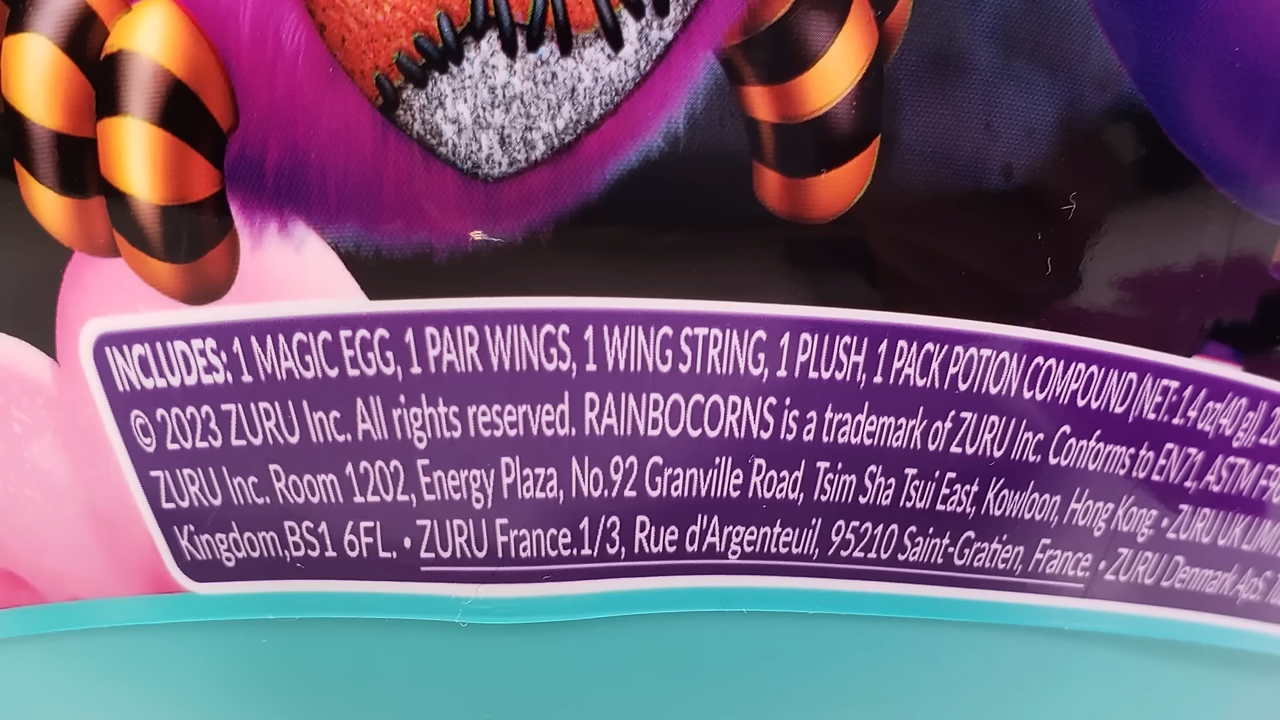 INCLUDES: 1 MAGIC EGG, 1 PAIR WINGS, 1 WING STRING, 1 PLUSH, 1 PACK POTION COMPOUND (NET: 1.4 oz(40 g)),
© 2023 ZURU Inc. All rights reserved. RAINBOCORNS is a trademark of ZURU Inc. Conforms to EN71, ASTM
ZURU Inc. Room 1202, Energy Plaza, No.92 Granville Road, Tsim Sha Tsui East, Kowloon, Hong Kong. • ZURU UK
Kingdom,BS1 6FL. • ZURU France.1/3, Rue d'Argenteuil, 95210 Saint-Gratien, France. • ZURU Denmark ApS.